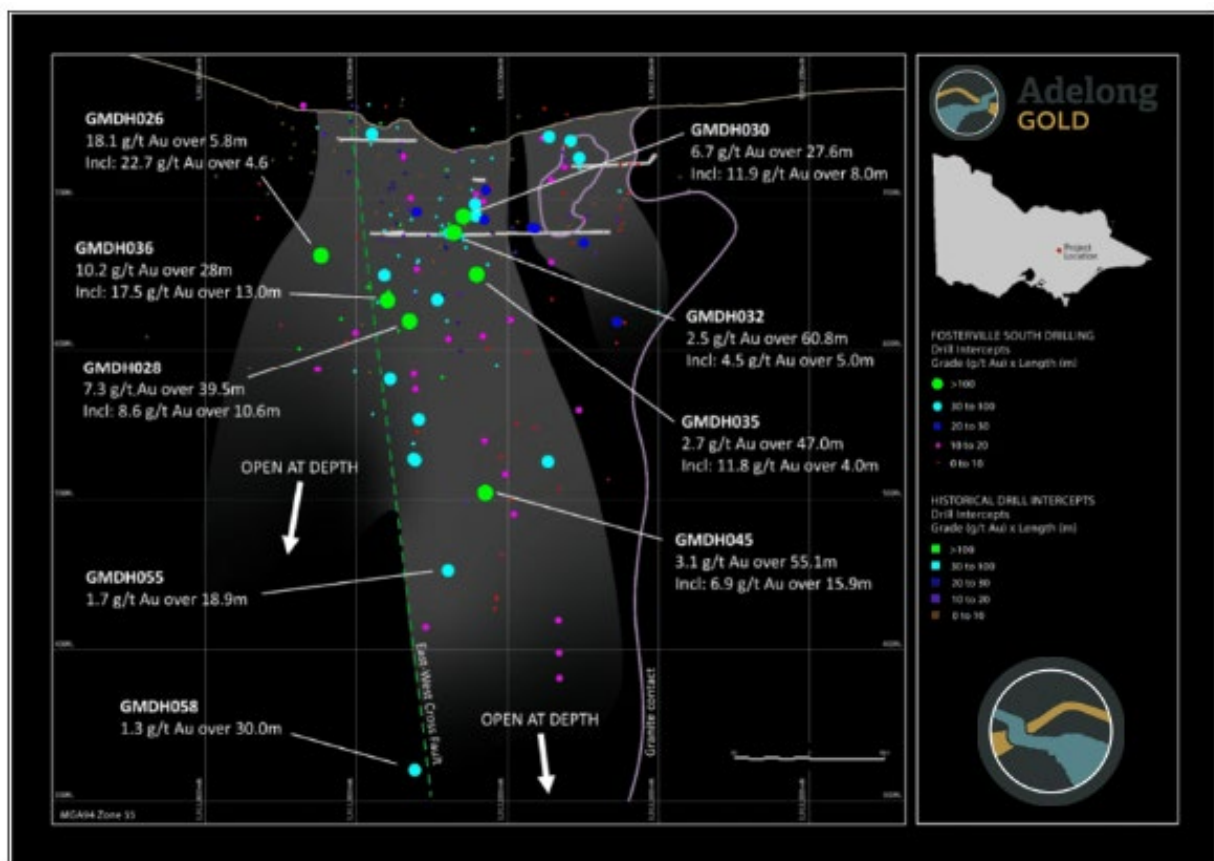 GMDH026
18.1 g/t Au over 5.8m
Incl: 22.7 g/t Au over 4.6
GMDH036
10.2 g/t Au over 28m
Incl: 17.5 g/t Au over 13.0m
GMDH028
7.3 g/t Au over 39.5m
Incl: 8.6 g/t Au over 10.6m
OPEN AT DEPTH
GMDH055
1.7 g/t Au over 18.9m
GMDH058
1.3 g/t Au over 30.0m
East-West Cross Fault
GMDH030
6.7 g/t Au over 27.6m
Incl: 11.9 g/t Au over 8.0m
GMDH032
2.5 g/t Au over 60.8m
Incl: 4.5 g/t Au over 5.0m
GMDH035
2.7 g/t Au over 47.0m
Incl: 11.8 g/t Au over 4.0m
GMDH045
3.1 g/t Au over 55.1m
Incl: 6.9 g/t Au over 15.9m
OPEN AT DEPTH
Granite contact
MGA94 Zone 55
Adelong
GOLD
Project
Location
FOSTERVILLE SOUTH DRILLING
Drill Intercepts
Grade (g/t Au) x Length (m)
>100
30 to 100
20 to 30
10 to 20
0 to 10
HISTORICAL DRILL INTERCEPTS
Drill Intercepts
Grade (g/t Au) x Length (m)
>100
30 to 100
20 to 30
10 to 20
0 to 10